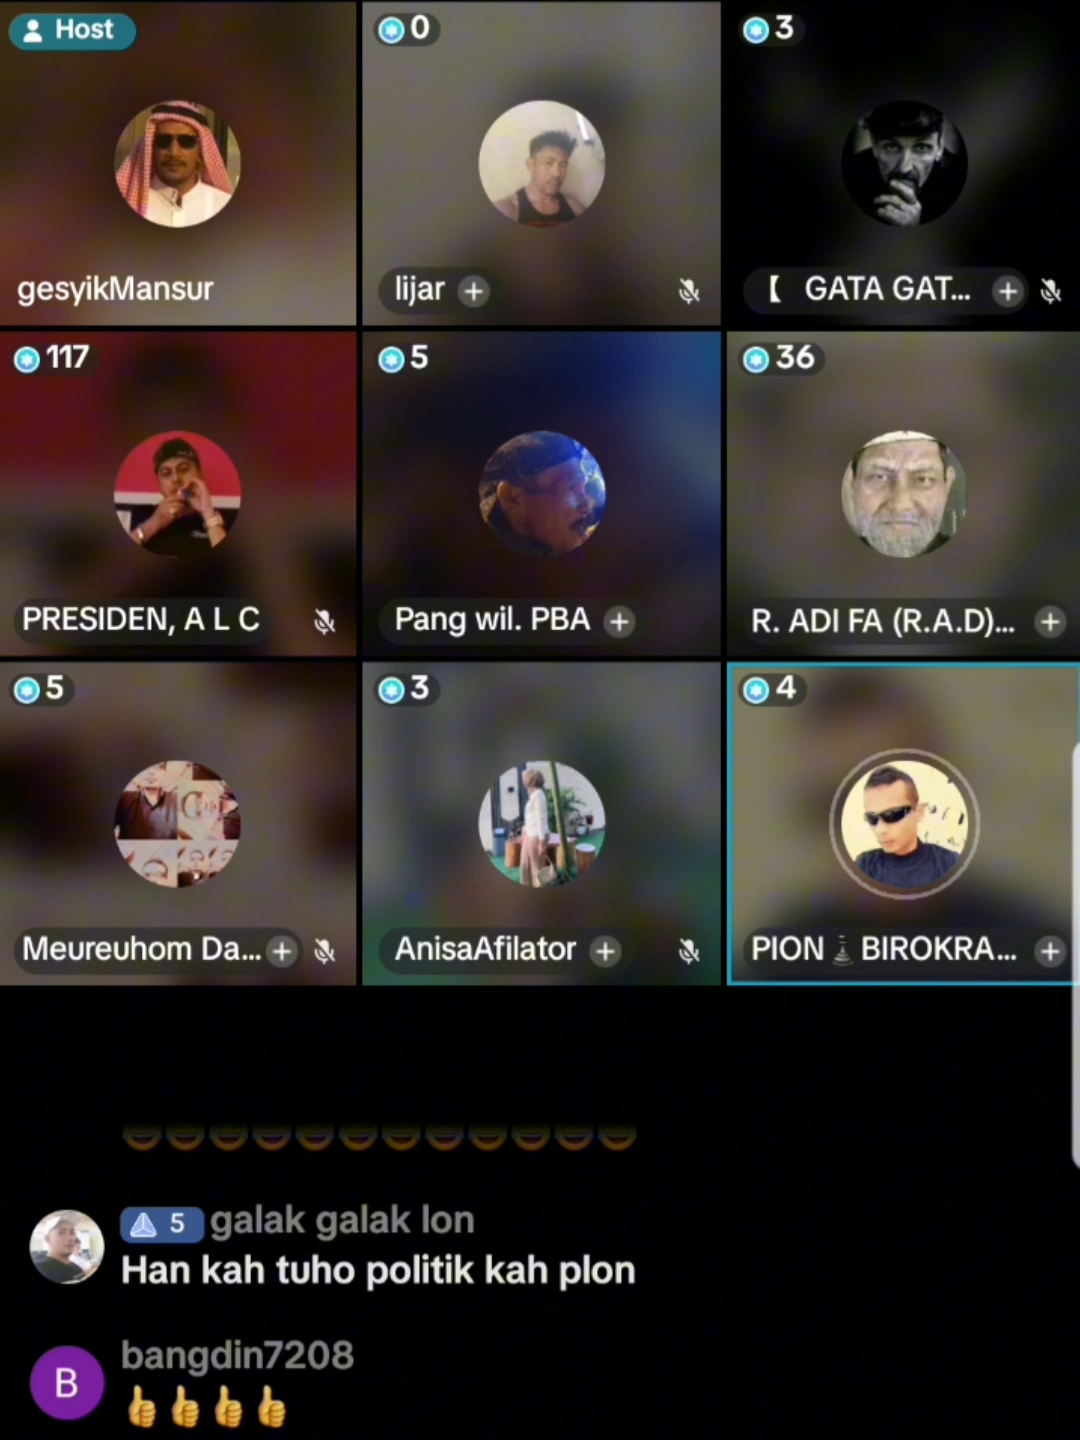 Host
0
3
gesyikMansur
lijar
【 GATA GAT...
117
5
36
PRESIDEN, A L C
Pang wil. PBA
R. ADI FA (R.A.D)...
5
3
4
Meureuhom Da...
AnisaAfilator
PION BIROKRA...
5 galak galak lon
Han kah tuho politik kah plon
B
bangdin7208
👍👍👍👍